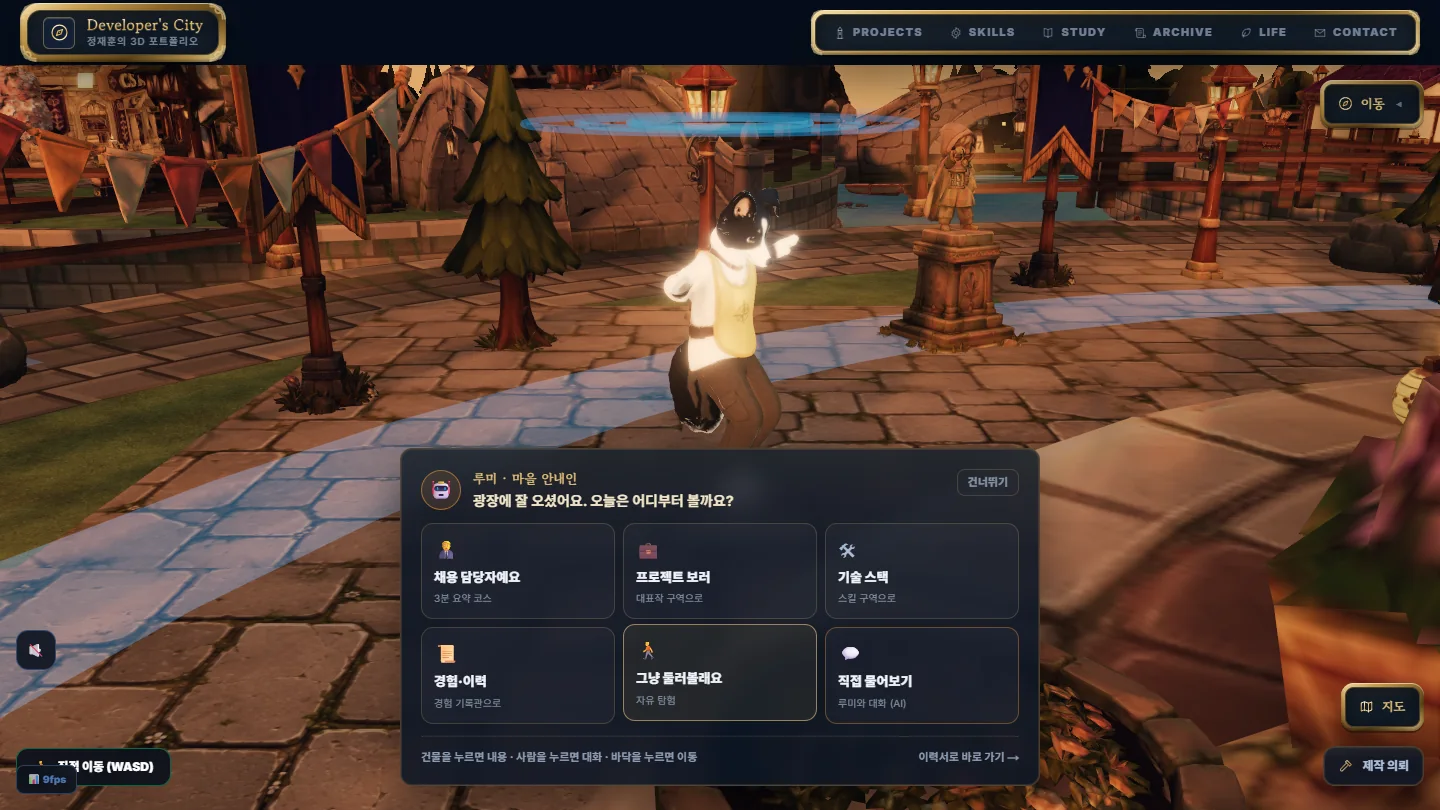 Developer's City
정재훈의 3D 포트폴리오
PROJECTS
SKILLS
STUDY
ARCHIVE
LIFE
CONTACT
이동
루미 · 마을 안내인
광장에 잘 오셨어요. 오늘은 어디부터 볼까요?
건너뛰기
채용 담당자예요
3분 요약 코스
프로젝트 보러
대표작 구역으로
기술 스택
스킬 구역으로
경험·이력
경험 기록관으로
그냥 둘러볼래요
자유 탐험
직접 물어보기
루미와 대화 (AI)
건물을 누르면 내용 · 사람을 누르면 대화 · 바닥을 누르면 이동
이력서로 바로 가기 →
지도
제작 의뢰
이동 (WASD)
9fps